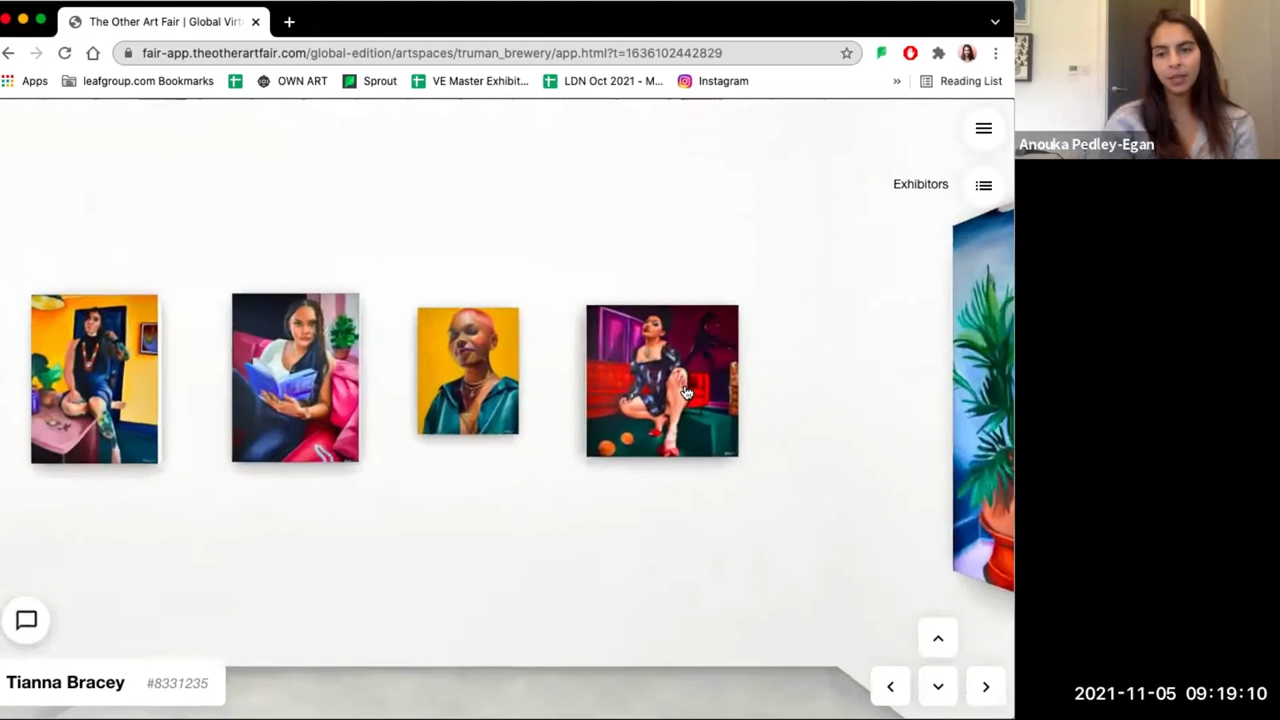 The Other Art Fair | Global Virt
fair-app.theotherartfair.com/global-edition/artspaces/truman_brewery/app.html?t=1636102442829
Apps leafgroup.com Bookmarks OWN ART Sprout VE Master Exhibit... LDN Oct 2021 - M... Instagram » Reading List
Anouka Pedley-Egan
Exhibitors
Tianna Bracey #8331235
2021-11-05 09:19:10